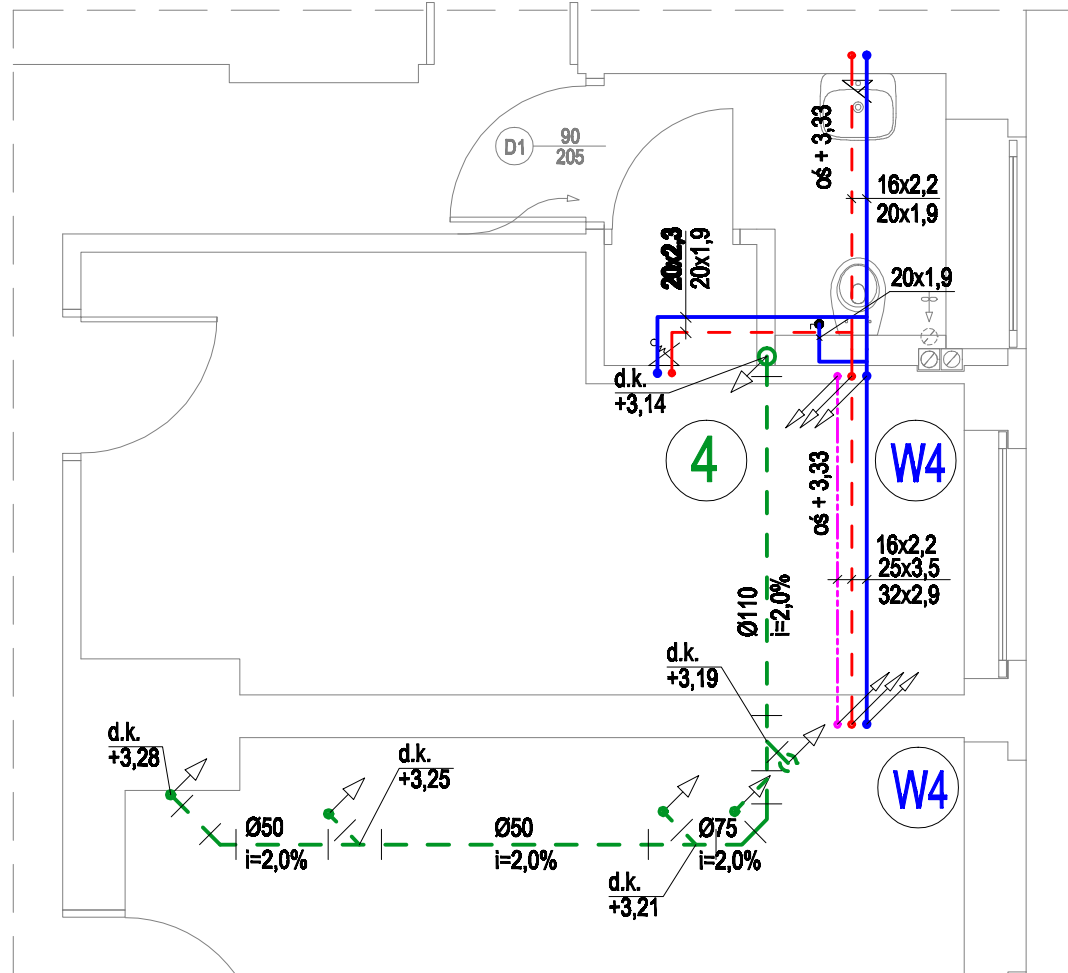 oś + 3,33
D1
90
205
16x2,2
20x1,9
20x2,3
20x1,9
20x1,9
d.k.
+3,14
4
W4
oś + 3,33
16x2,2
25x3,5
32x2,9
Ø110
i=2,0%
d.k.
+3,19
d.k.
+3,28
d.k.
+3,25
W4
Ø50
i=2,0%
Ø50
i=2,0%
Ø75
i=2,0%
d.k.
+3,21